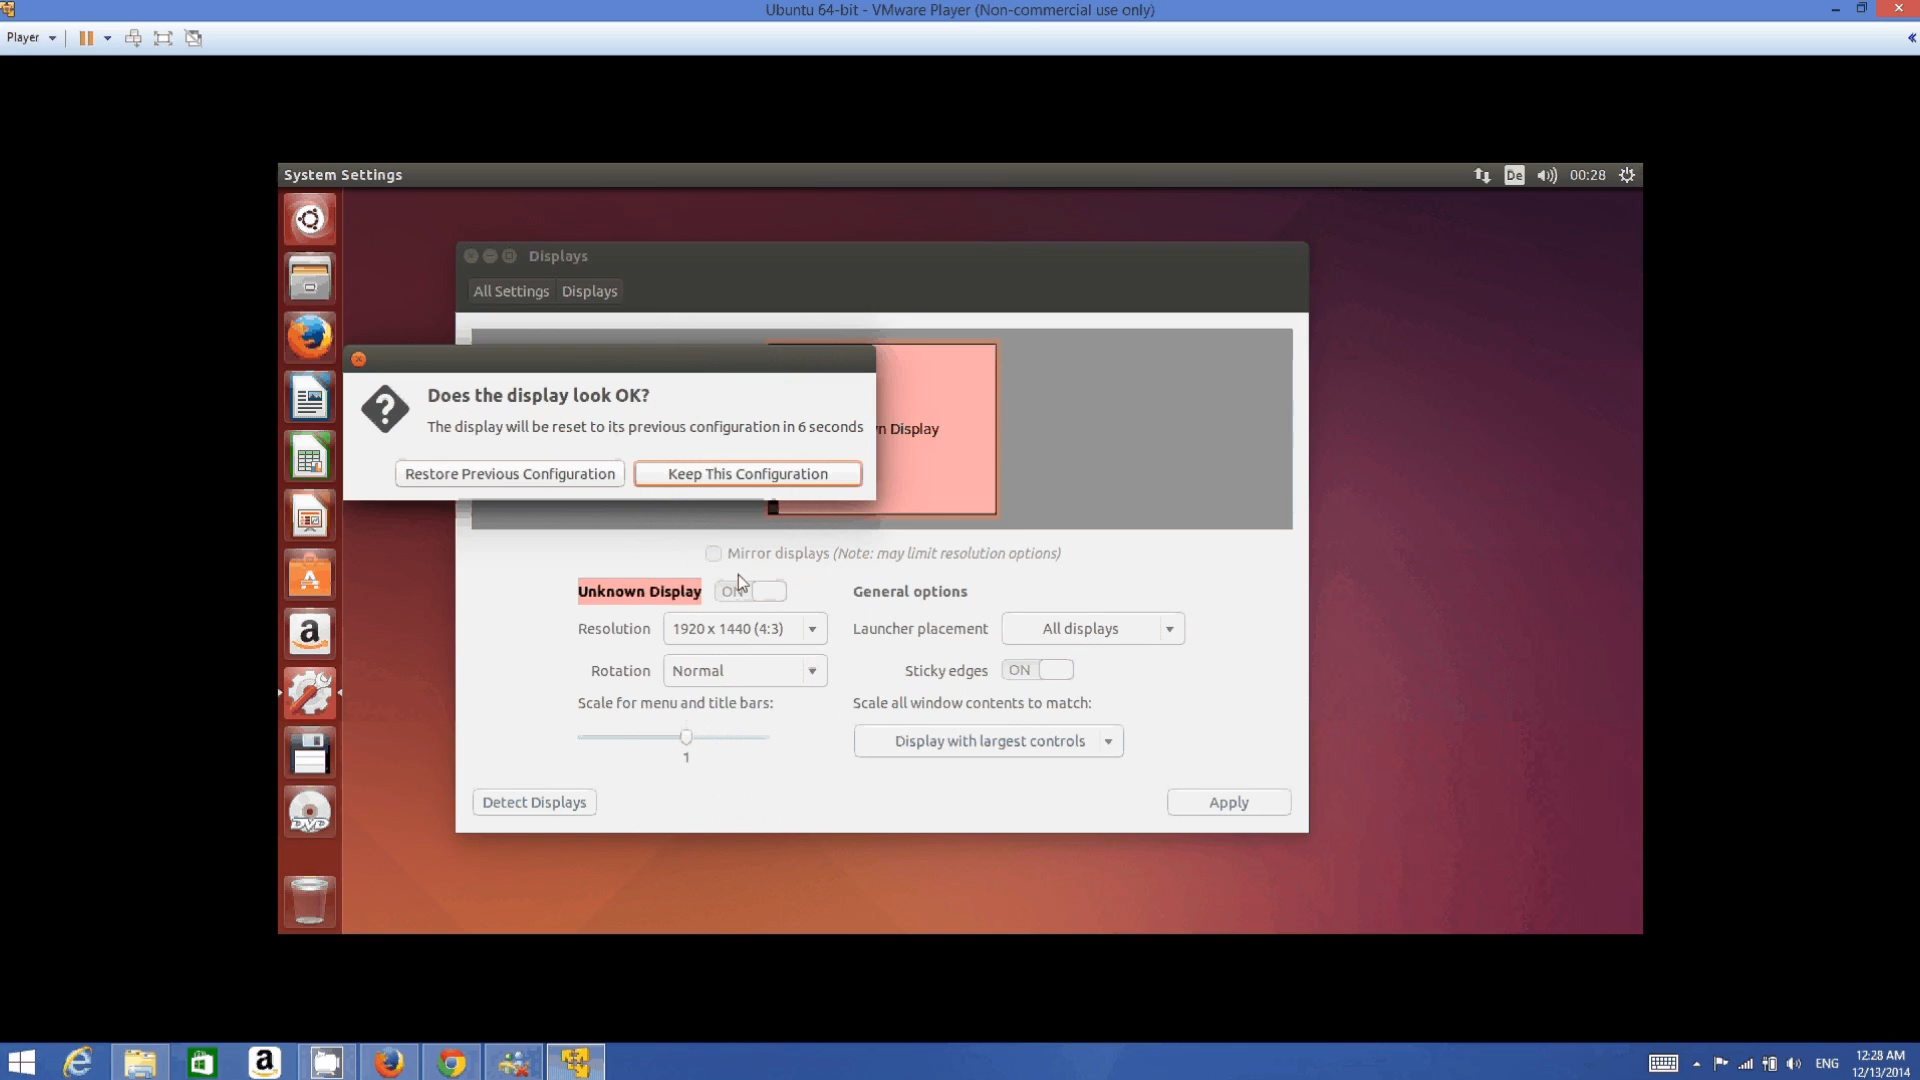 Ubuntu 64-bit - VMware Player (Non-commercial use only)
Player
System Settings
De
00:28
Displays
All Settings
Displays
Does the display look OK?
The display will be reset to its previous configuration in 6 seconds
n Display
Restore Previous Configuration
Keep This Configuration
Mirror displays (Note: may limit resolution options)
Unknown Display
ON
General options
Resolution
1920 x 1440 (4:3)
Launcher placement
All displays
Rotation
Normal
Sticky edges
ON
Scale for menu and title bars:
Scale all window contents to match:
Display with largest controls
1
Detect Displays
Apply
DVD
ENG
12:28 AM
12/13/2014